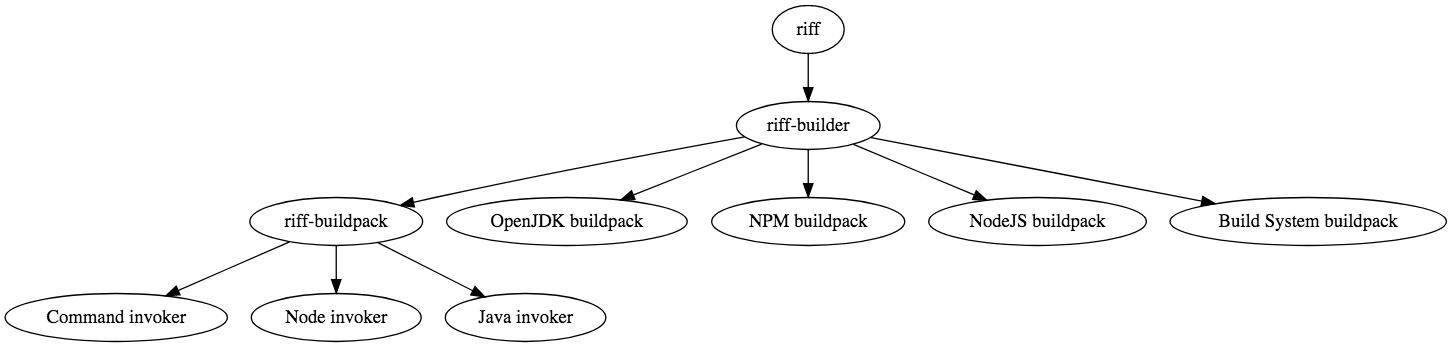 riff
riff-builder
riff-buildpack
OpenJDK buildpack
NPM buildpack
NodeJS buildpack
Build System buildpack
Command invoker
Node invoker
Java invoker